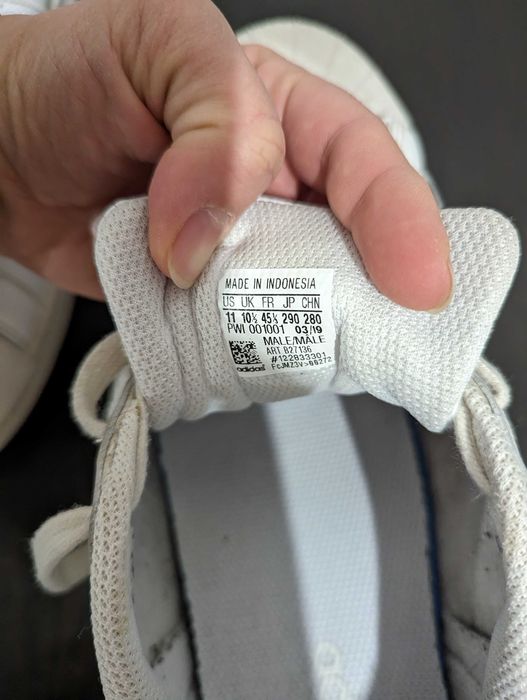 MADE IN INDONESIA
US UK FR JP CHN
11 10½ 45⅓ 290 280
PWI 001001 03/19
MALE/MALE
ART B27136
#122833301
adidas